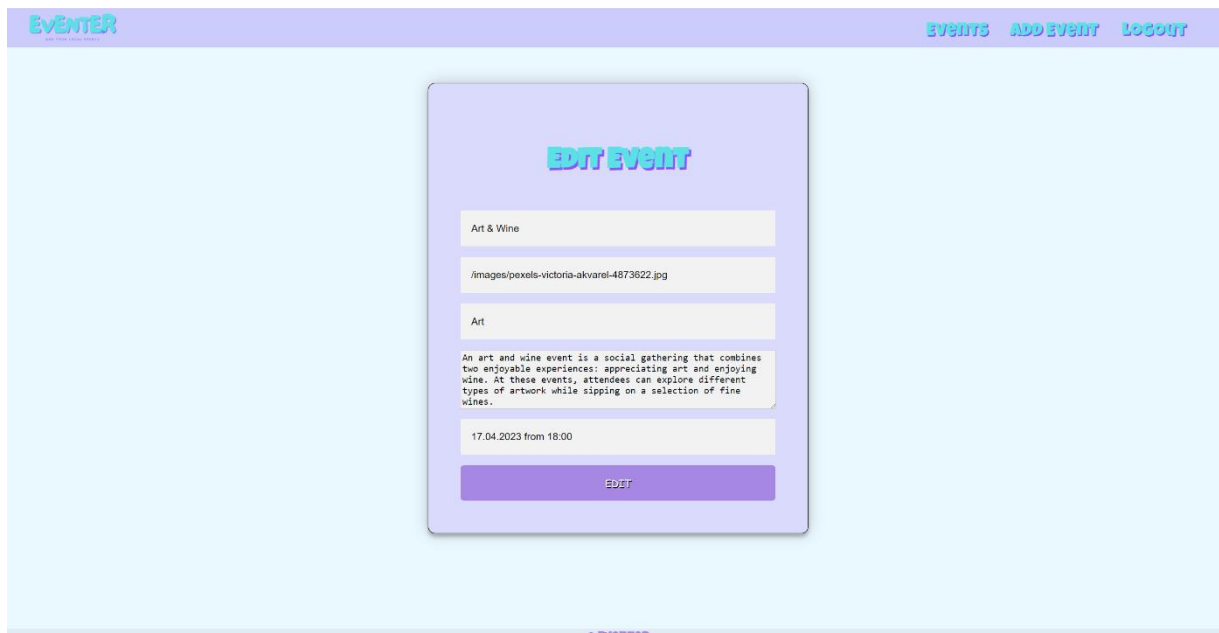 EVENTER
Events
Add Event
Logout
Edit Event
Art & Wine
/images/pexels-victoria-akvarel-4873622.jpg
Art
An art and wine event is a social gathering that combines
two enjoyable experiences: appreciating art and enjoying
wine. At these events, attendees can explore different
types of artwork while sipping on a selection of fine
wines.
17.04.2023 from 18:00
EDIT